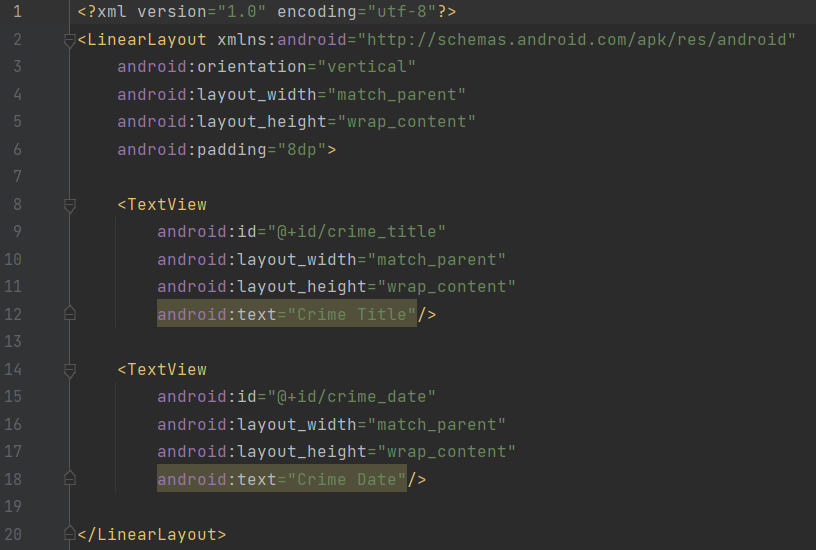 1 <?xml version="1.0" encoding="utf-8"?>
2 <LinearLayout xmlns:android="http://schemas.android.com/apk/res/android"
3     android:orientation="vertical"
4     android:layout_width="match_parent"
5     android:layout_height="wrap_content"
6     android:padding="8dp">
7
8     <TextView
9         android:id="@+id/crime_title"
10         android:layout_width="match_parent"
11         android:layout_height="wrap_content"
12         android:text="Crime Title"/>
13
14     <TextView
15         android:id="@+id/crime_date"
16         android:layout_width="match_parent"
17         android:layout_height="wrap_content"
18         android:text="Crime Date"/>
19
20 </LinearLayout>